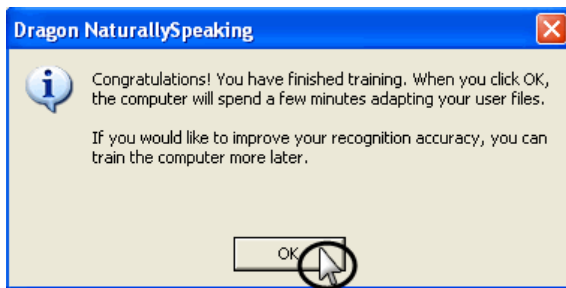 Dragon NaturallySpeaking
Congratulations! You have finished training. When you click OK,
the computer will spend a few minutes adapting your user files.
If you would like to improve your recognition accuracy, you can
train the computer more later.
OK